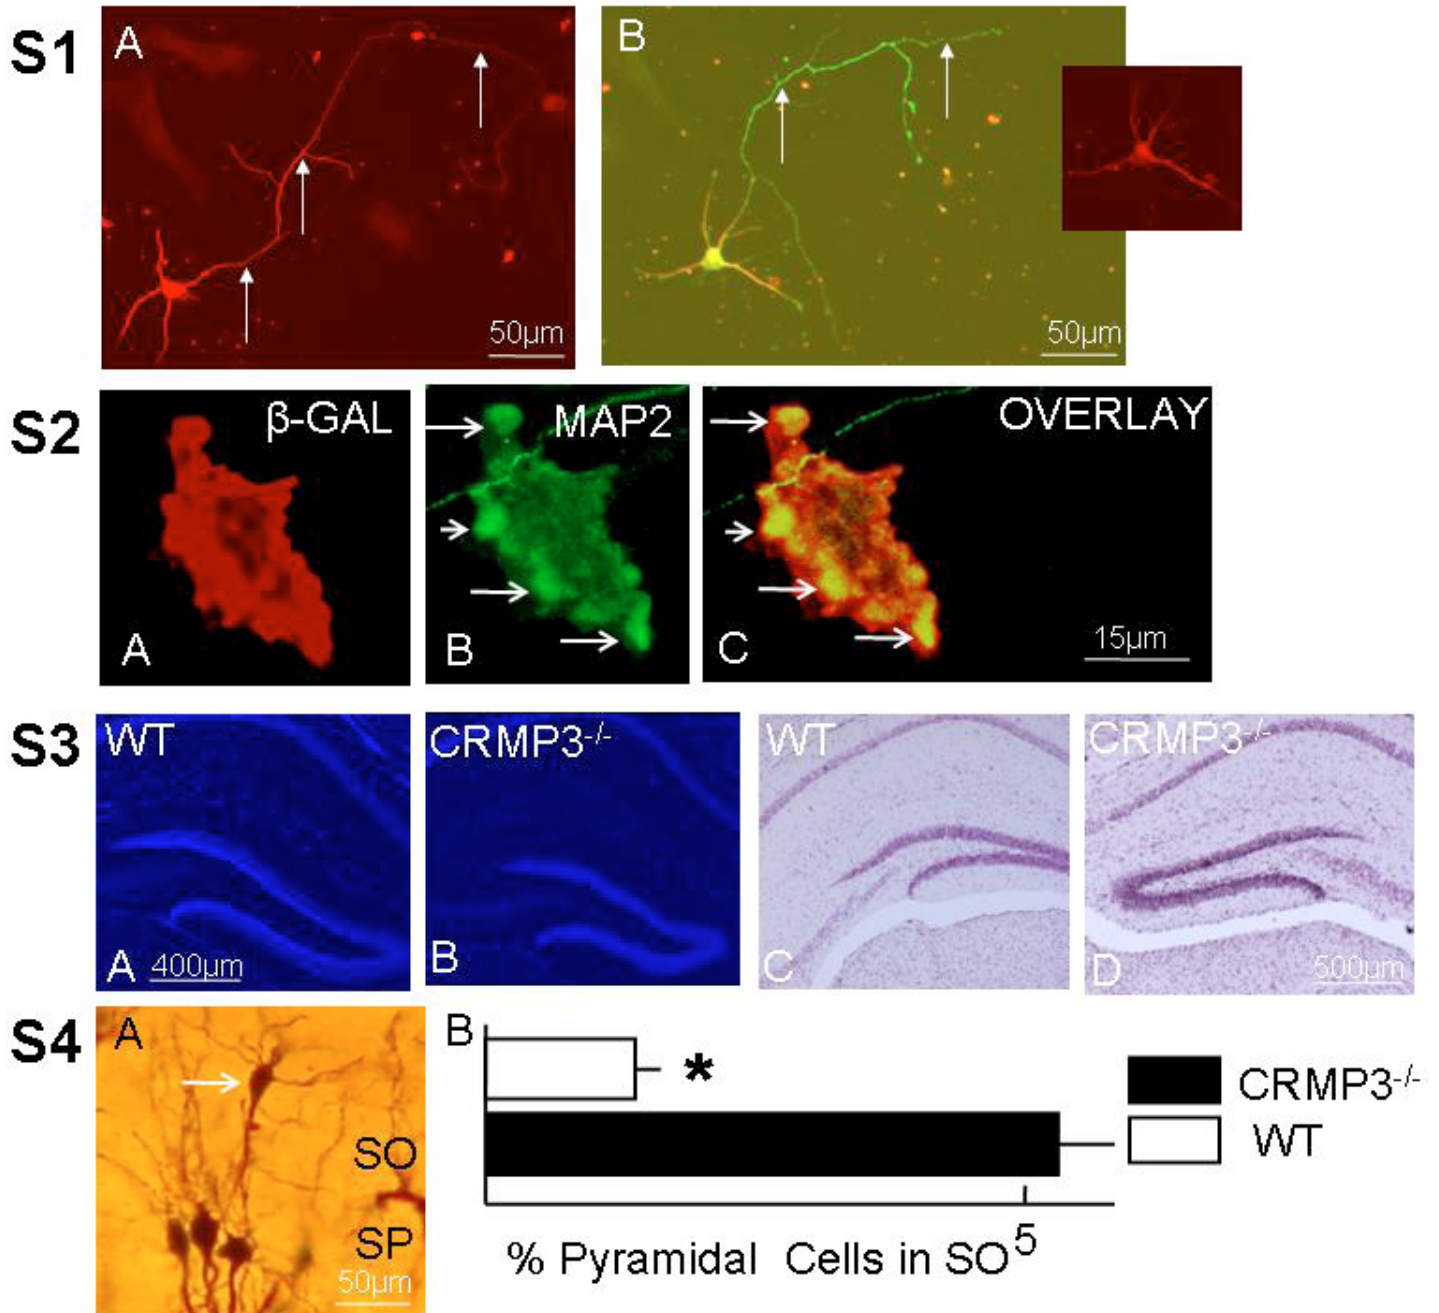 S1
A
50µm
B
50µm
S2
β-GAL
A
MAP2
B
OVERLAY
C
15µm
S3
WT
A
400µm
CRMP3-/-
B
WT
C
CRMP3-/-
D
500µm
S4
A
SO
SP
50µm
B
*
CRMP3-/-
WT
5
% Pyramidal Cells in SO